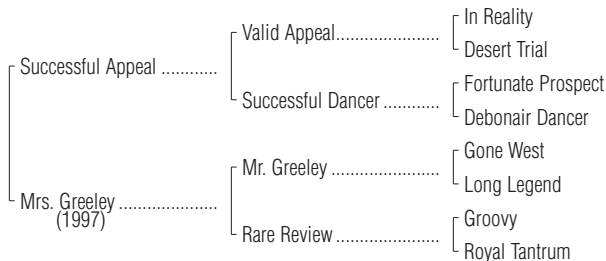 In Reality
Valid Appeal..................
Desert Trial
Successful Appeal ............
Fortunate Prospect
Successful Dancer ............
Debonair Dancer
Gone West
Mr. Greeley .......................
Long Legend
Mrs. Greeley .....................
(1997)
Groovy
Rare Review ......................
Royal Tantrum